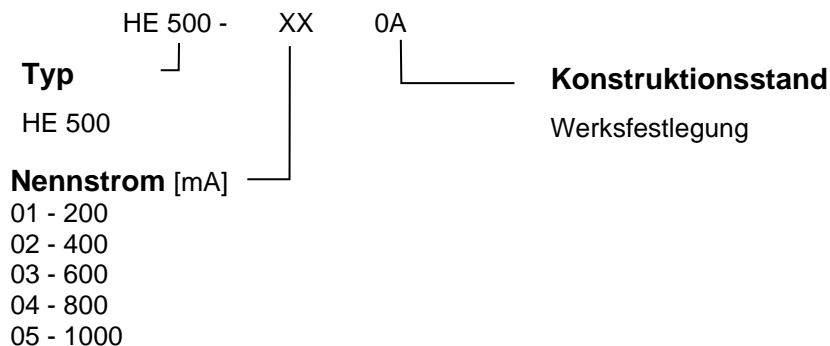 HE 500 - XX 0A
Typ
Konstruktionsstand
HE 500
Werksfestlegung
Nennstrom [mA]
01 - 200
02 - 400
03 - 600
04 - 800
05 - 1000